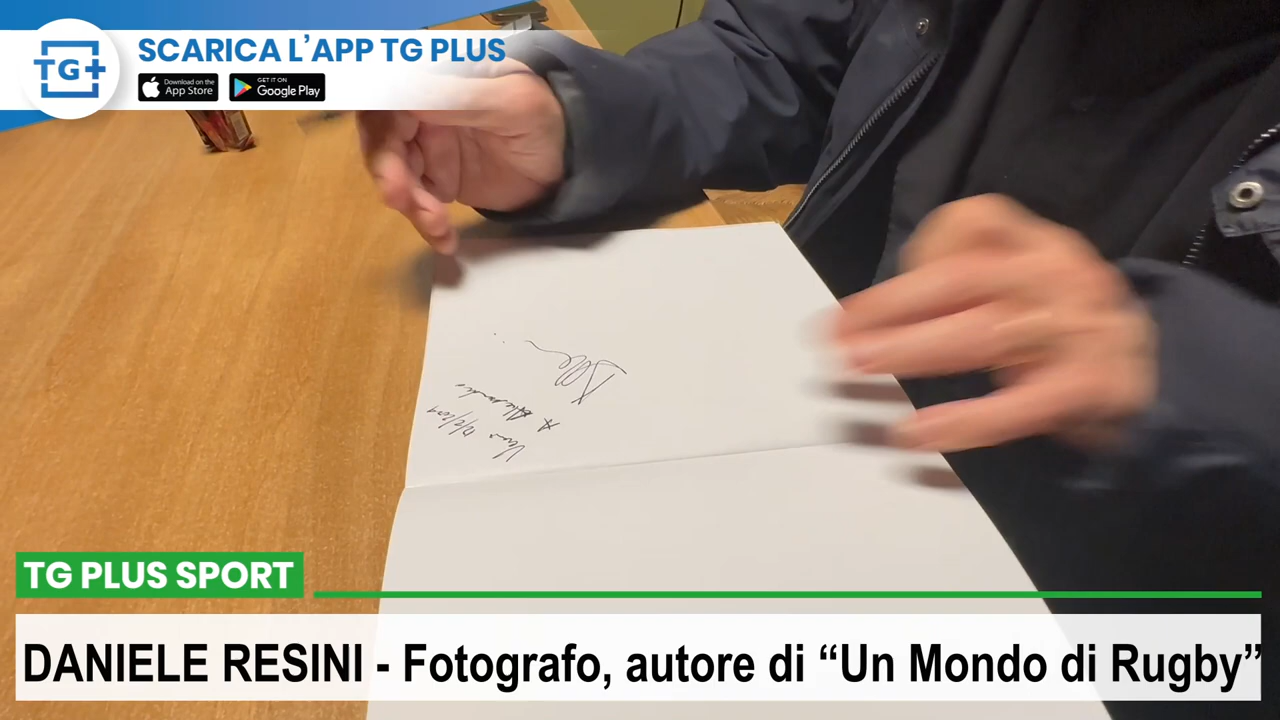 SCARICA L'APP TG PLUS
TG+
Download on the
App Store
GET IT ON
Google Play
A Alessandro
TG PLUS SPORT
DANIELE RESINI - Fotografo, autore di “Un Mondo di Rugby”